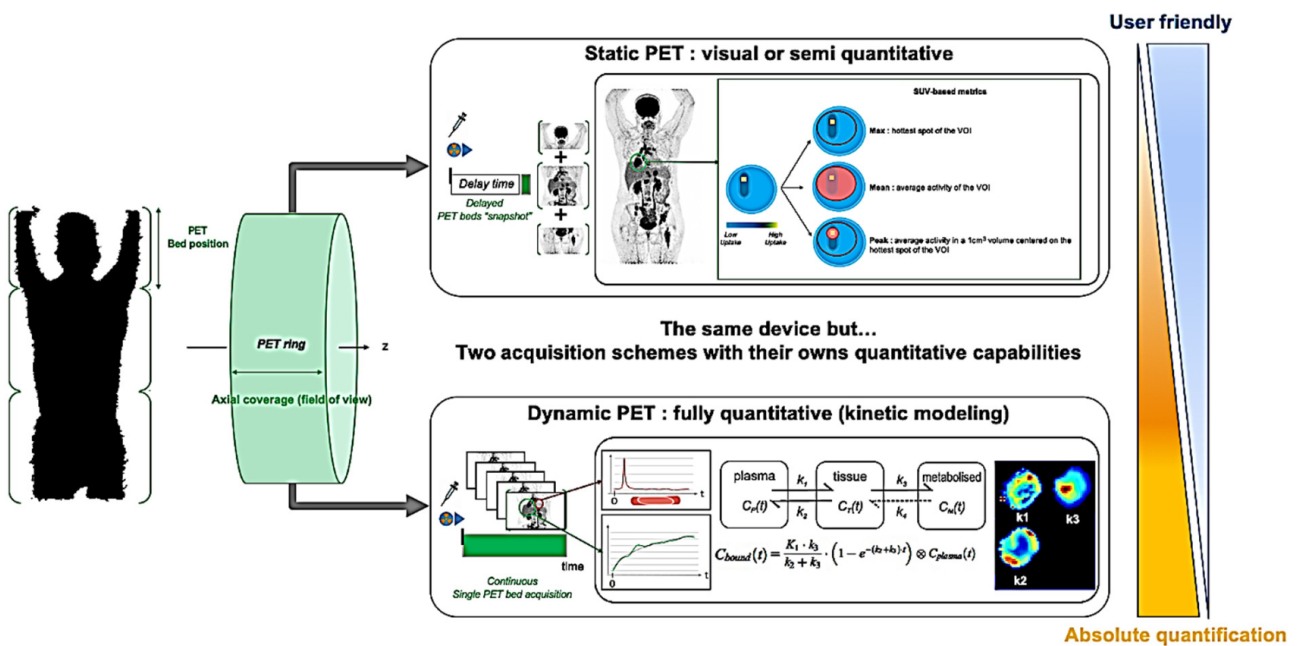 User friendly
Static PET : visual or semi quantitative
SUV-based metrics
Max : hottest spot of the VOI
Delay time
Delayed
PET beds "snapshot"
+
+
Mean : average activity of the VOI
Low
Uptake
High
Uptake
Peak : average activity in a 1cm³ volume centered on the
hottest spot of the VOI
PET
Bed position
PET ring
z
Axial coverage (field of view)
The same device but...
Two acquisition schemes with their owns quantitative capabilities
Dynamic PET : fully quantitative (kinetic modeling)
0
t
0
t
time
Continuous
Single PET bed acquisition
plasma
C_P(t)
K₁
k₂
tissue
C_T(t)
K₃
k₄
metabolised
C_M(t)
C_bound(t) = K₁ · k₃ / k₂ + k₃ · (1 − e^−(k₂+k₃)·t) ⊗ C_plasma(t)
k1
k3
k2
Absolute quantification